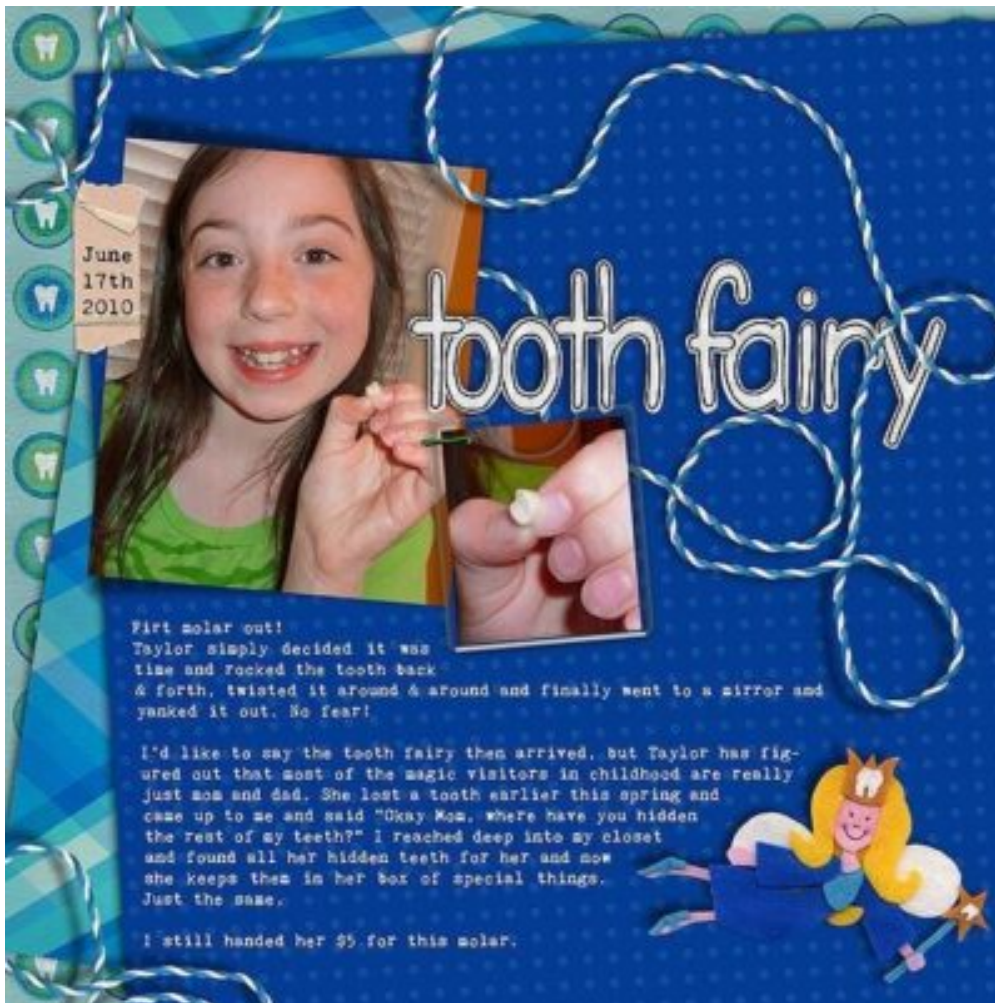 June
17th
2010
tooth fairy
Firt molar out!
Taylor simply decided it was
time and rocked the tooth back
& forth, twisted it around & around and finally went to a mirror and
yanked it out. No fear!
I'd like to say the tooth fairy then arrived, but Taylor has fig-
ured out that most of the magic visitors in childhood are really
just mom and dad. She lost a tooth earlier this spring and
came up to me and said "Okay Mom, where have you hidden
the rest of my teeth?" I reached deep into my closet
and found all her hidden teeth for her and now
she keeps them in her box of special things.
Just the same,
I still handed her $5 for this molar.